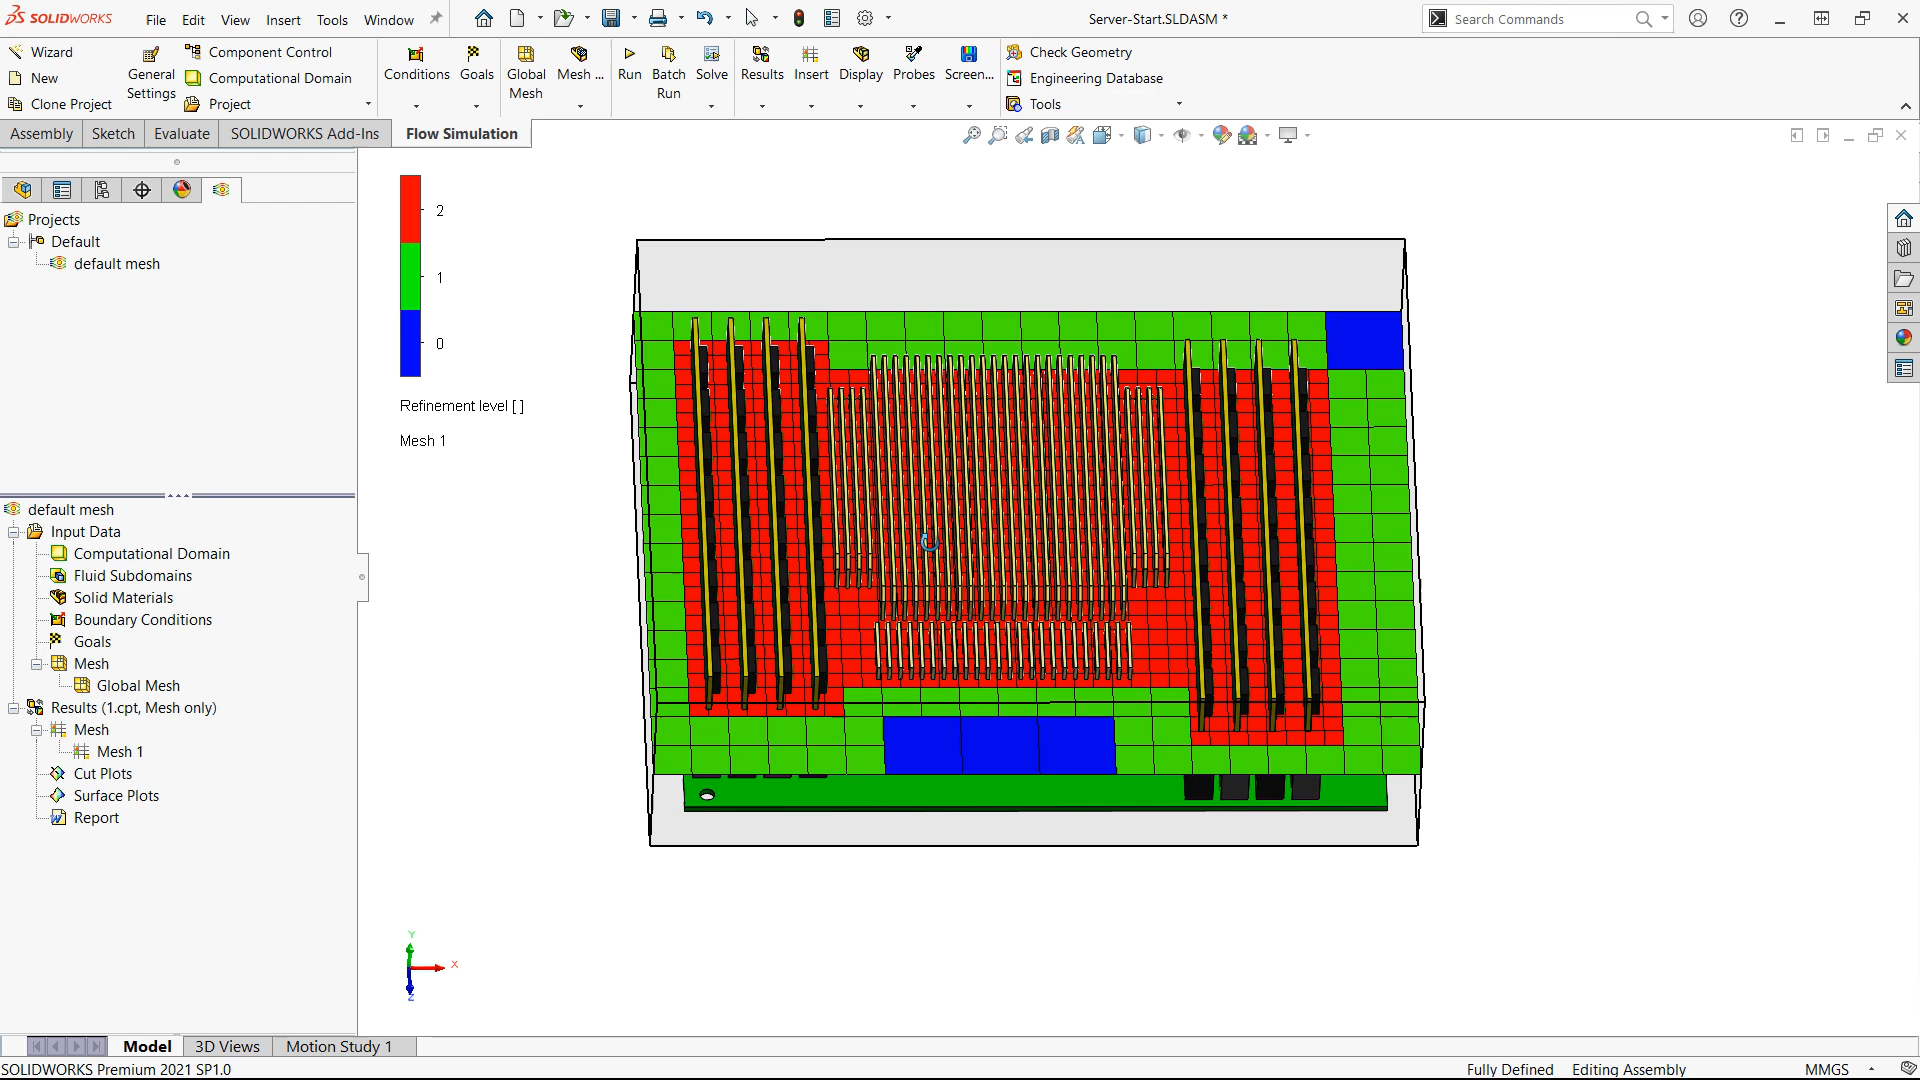 SOLIDWORKS
File Edit View Insert Tools Window
Server-Start.SLDASM *
Search Commands
Wizard
New
Clone Project
General Settings
Component Control
Computational Domain
Project
Conditions
Goals
Global Mesh
Mesh ...
Run
Batch Run
Solve
Results
Insert
Display
Probes
Screen...
Check Geometry
Engineering Database
Tools
Assembly
Sketch
Evaluate
SOLIDWORKS Add-Ins
Flow Simulation
Projects
Default
default mesh
default mesh
Input Data
Computational Domain
Fluid Subdomains
Solid Materials
Boundary Conditions
Goals
Mesh
Global Mesh
Results (1.cpt, Mesh only)
Mesh
Mesh 1
Cut Plots
Surface Plots
Report
2
1
0
Refinement level [ ]
Mesh 1
Y
X
Z
Model
3D Views
Motion Study 1
SOLIDWORKS Premium 2021 SP1.0
Fully Defined
Editing Assembly
MMGS